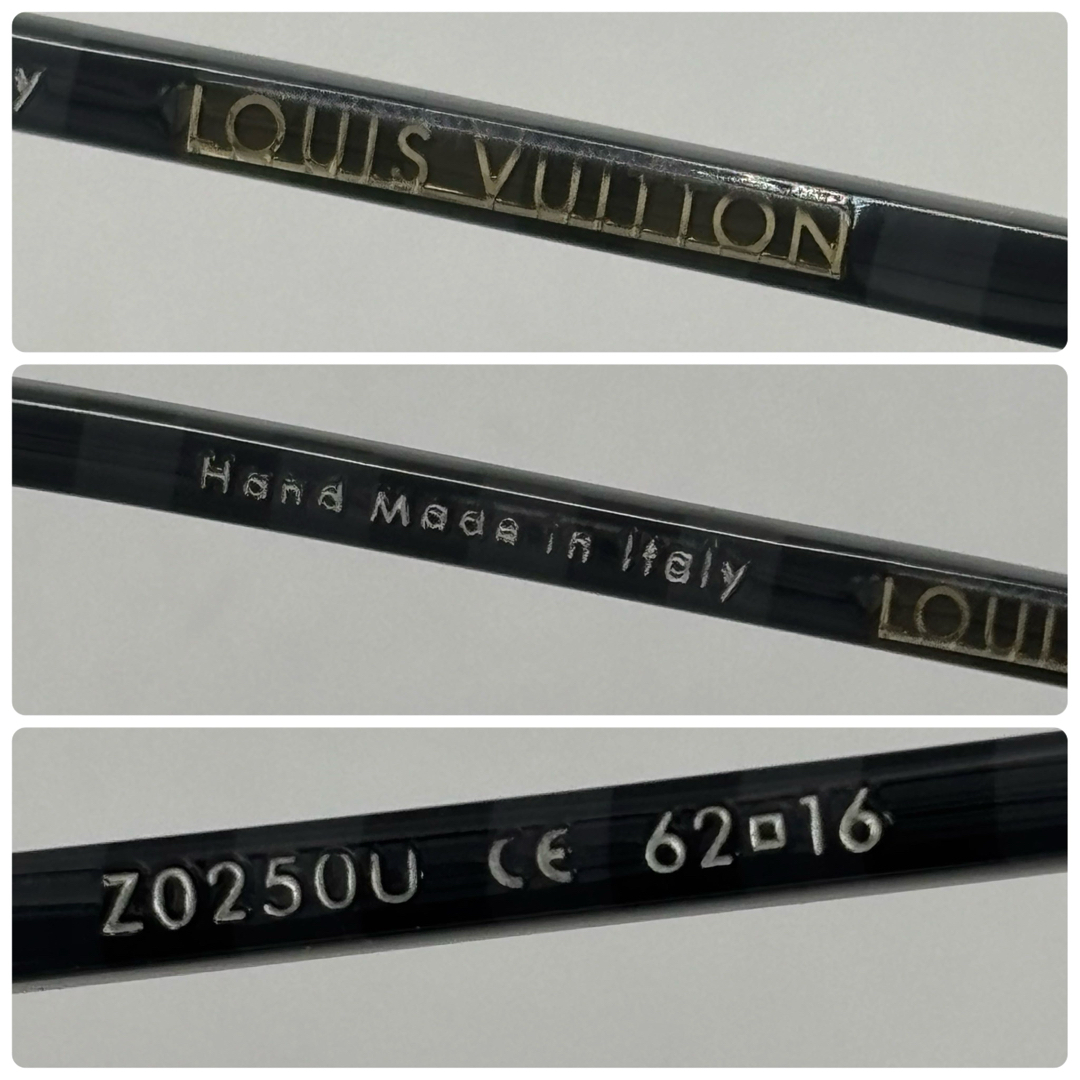 y LOUIS VUITTON
Hand Made in Italy LOUI
Z0250U CE 62□16